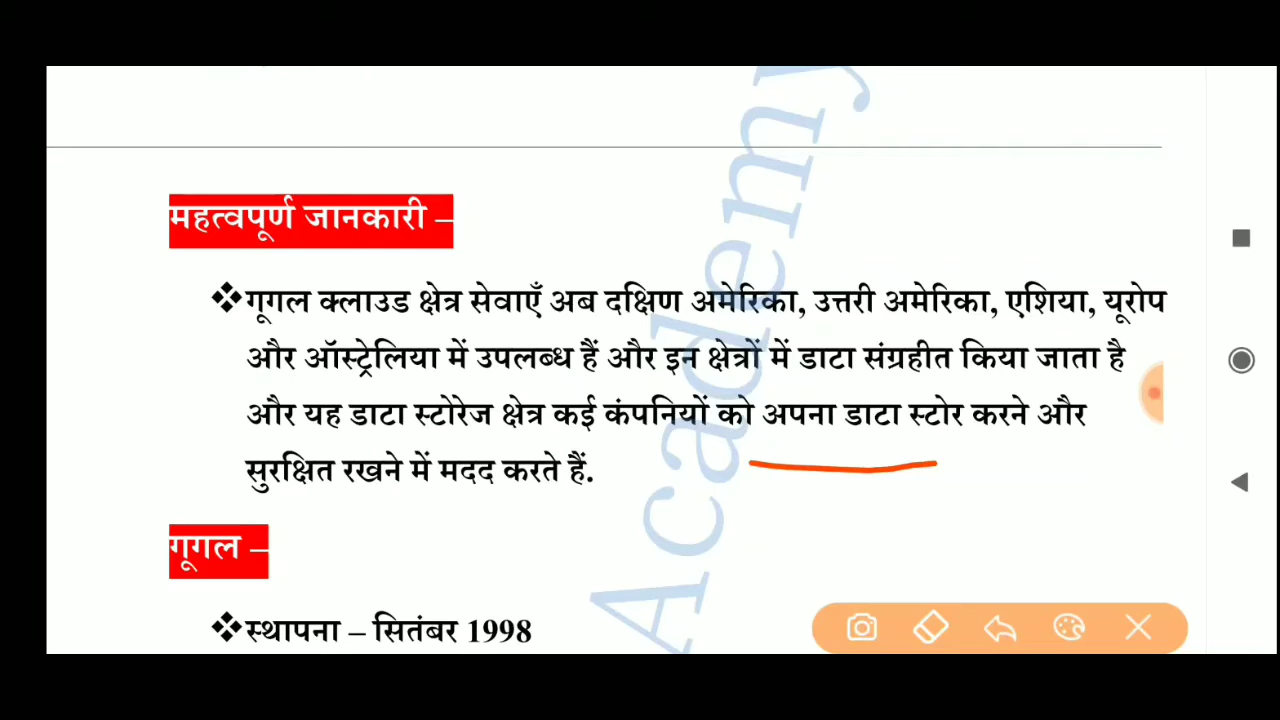 महत्वपूर्ण जानकारी –
❖ गूगल क्लाउड क्षेत्र सेवाएँ अब दक्षिण अमेरिका, उत्तरी अमेरिका, एशिया, यूरोप
और ऑस्ट्रेलिया में उपलब्ध हैं और इन क्षेत्रों में डाटा संग्रहीत किया जाता है
और यह डाटा स्टोरेज क्षेत्र कई कंपनियों को अपना डाटा स्टोर करने और
सुरक्षित रखने में मदद करते हैं.
गूगल –
❖ स्थापना – सितंबर 1998
Academy